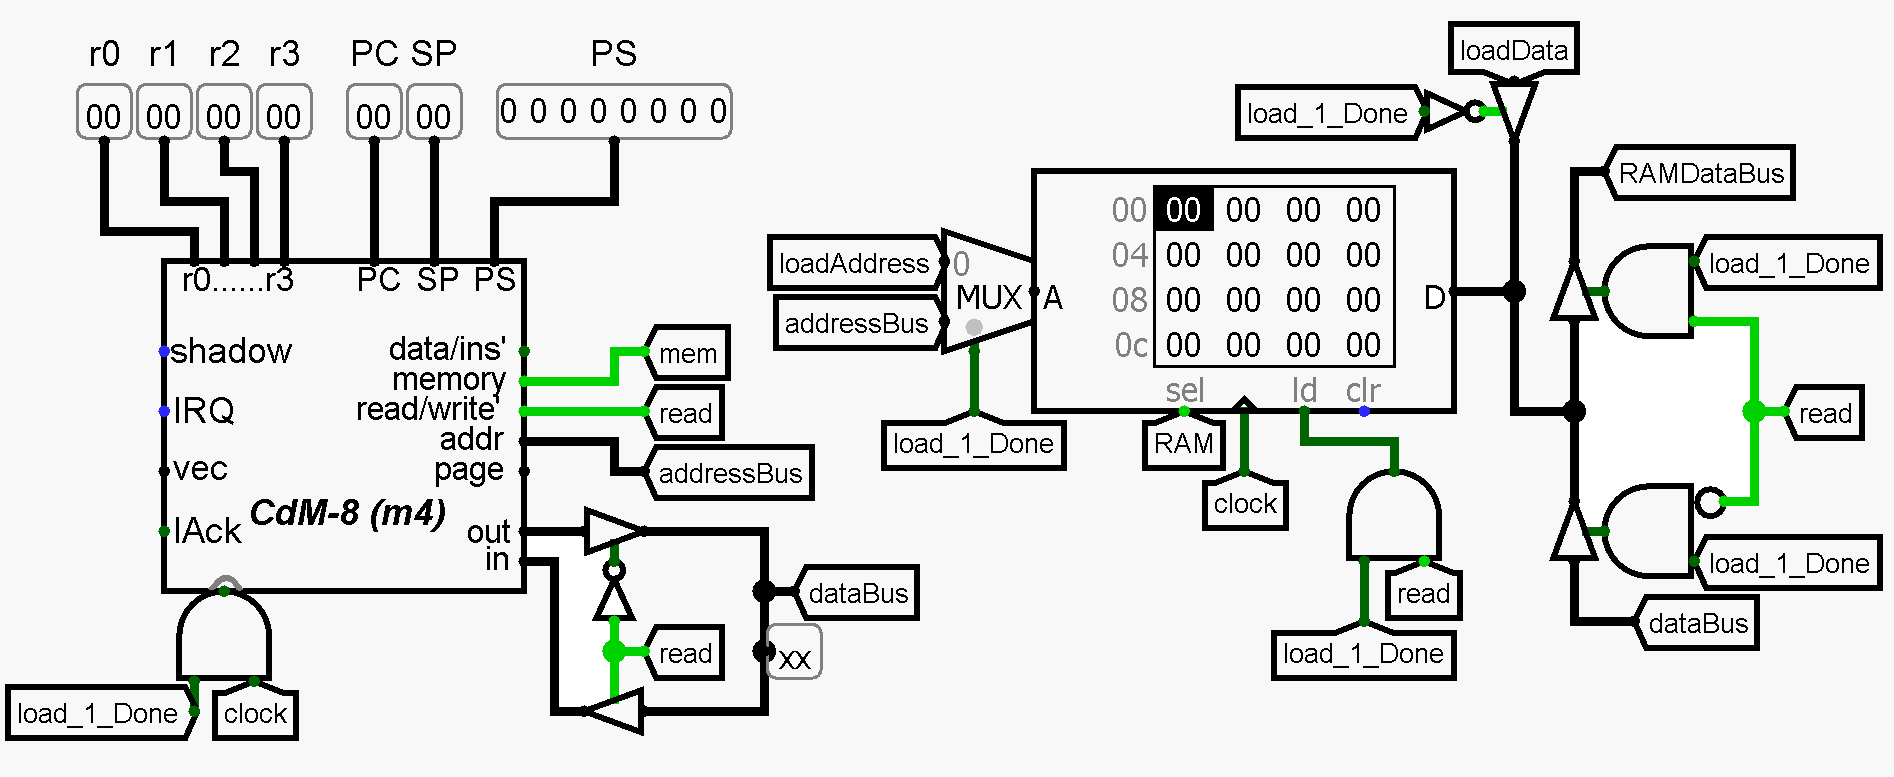 r0 r1 r2 r3 PC SP PS
00 00 00 00 00 00 0 0 0 0 0 0 0 0
r0......r3 PC SP PS
shadow data/ins'
memory
IRQ read/write'
addr
vec page
CdM-8 (m4)
IAck out
in
mem
read
addressBus
dataBus
read
xx
load_1_Done
clock
loadData
load_1_Done
RAMDataBus
loadAddress
addressBus
0
MUX
A
D
00 00 00 00 00
04 00 00 00 00
08 00 00 00 00
0c 00 00 00 00
sel ld clr
load_1_Done
RAM
clock
read
load_1_Done
load_1_Done
read
load_1_Done
dataBus